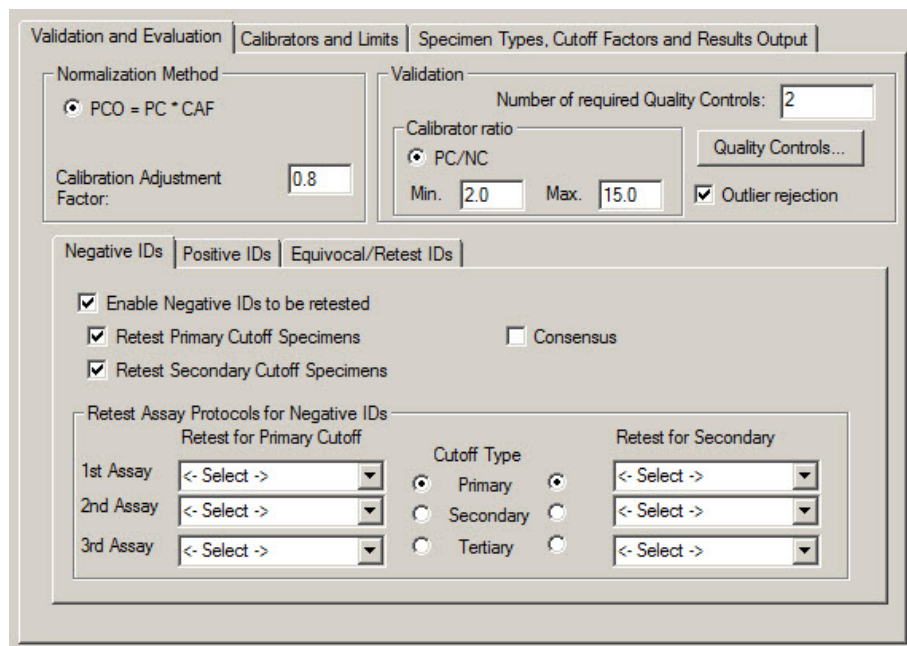 Validation and Evaluation Calibrators and Limits Specimen Types, Cutoff Factors and Results Output
Normalization Method Validation
PCO = PC * CAF Number of required Quality Controls: 2
Calibrator ratio
PC/NC Quality Controls...
Calibration Adjustment Factor: 0.8 Min. 2.0 Max. 15.0 Outlier rejection
Negative IDs Positive IDs Equivocal/Retest IDs
Enable Negative IDs to be retested
Retest Primary Cutoff Specimens Consensus
Retest Secondary Cutoff Specimens
Retest Assay Protocols for Negative IDs
Retest for Primary Cutoff Cutoff Type Retest for Secondary
1st Assay <- Select -> Primary <- Select ->
2nd Assay <- Select -> Secondary <- Select ->
3rd Assay <- Select -> Tertiary <- Select ->